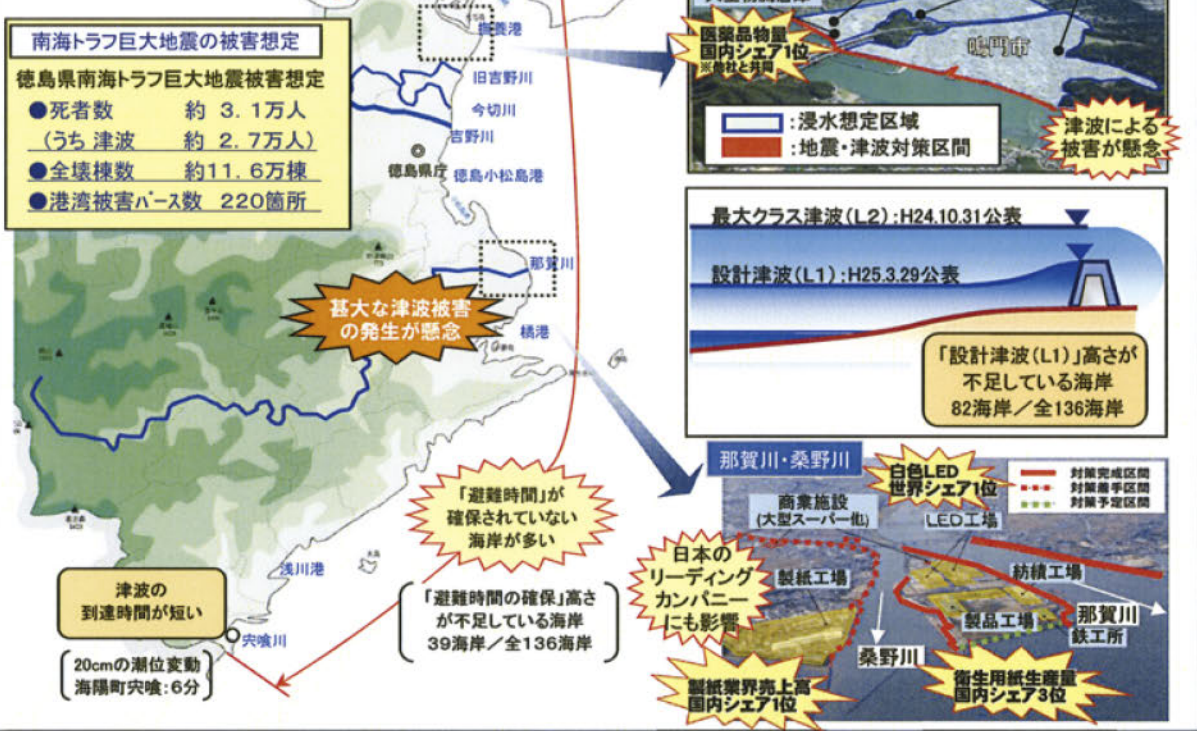 南海トラフ巨大地震の被害想定
徳島県南海トラフ巨大地震被害想定
●死者数 約 3.1万人
(うち 津波 約 2.7万人)
●全壊棟数 約11.6万棟
●港湾被害バース数 220箇所
撫養港
旧吉野川
今切川
吉野川
徳島県庁
徳島小松島港
那賀川
橘港
甚大な津波被害
の発生が懸念
浅川港
宍喰川
津波の
到達時間が短い
20cmの潮位変動
海陽町宍喰:6分
「避難時間」が
確保されていない
海岸が多い
「避難時間の確保」高さ
が不足している海岸
39海岸/全136海岸
医薬品物量
国内シェア1位
※他社と共同
鳴門市
:浸水想定区域
:地震・津波対策区間
津波による
被害が懸念
最大クラス津波(L2):H24.10.31公表
設計津波(L1):H25.3.29公表
「設計津波(L1)」高さが
不足している海岸
82海岸/全136海岸
那賀川・桑野川
白色LED
世界シェア1位
対策完成区間
対策着手区間
対策予定区間
商業施設
(大型スーパー他)
LED工場
日本の
リーディング
カンパニー
にも影響
製紙工場
紡績工場
製品工場
那賀川
鉄工所
桑野川
製紙業界売上高
国内シェア1位
衛生用紙生産量
国内シェア3位